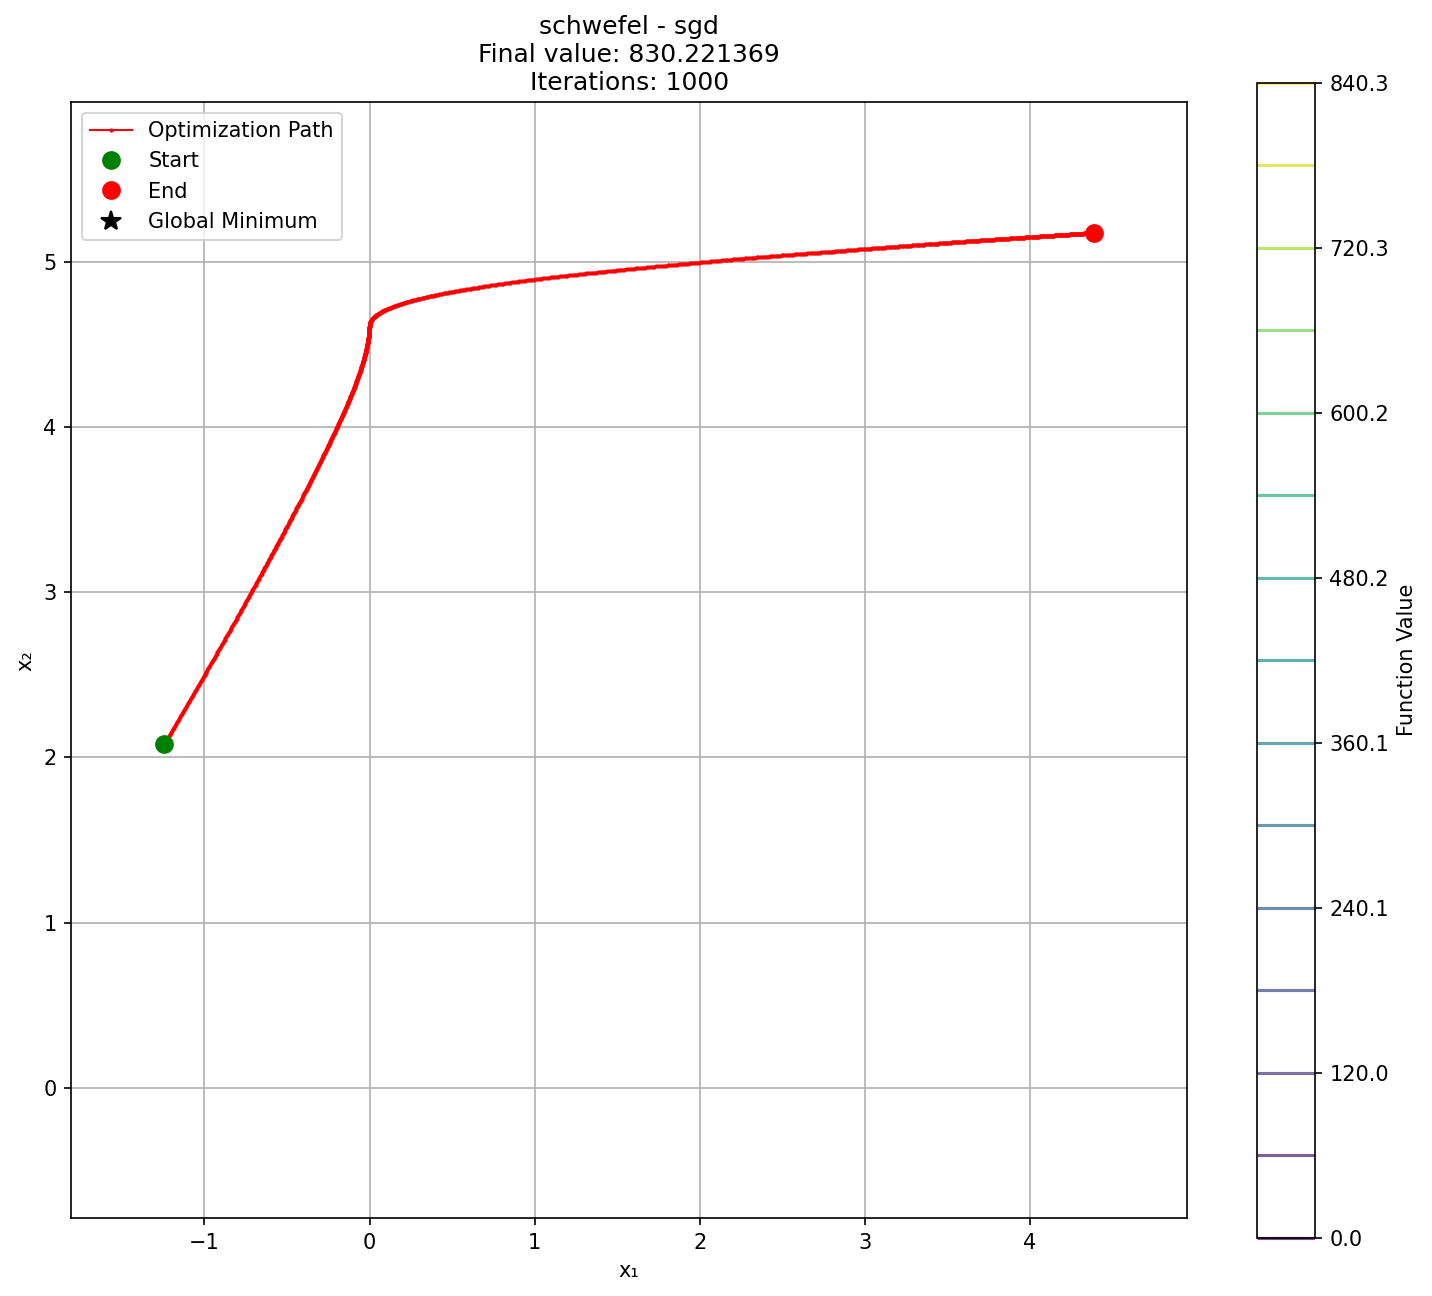 schwefel - sgd
Final value: 830.221369
Iterations: 1000
Optimization Path
Start
End
Global Minimum
5
4
3
2
1
0
x₂
−1
0
1
2
3
4
x₁
840.3
720.3
600.2
480.2
360.1
240.1
120.0
0.0
Function Value